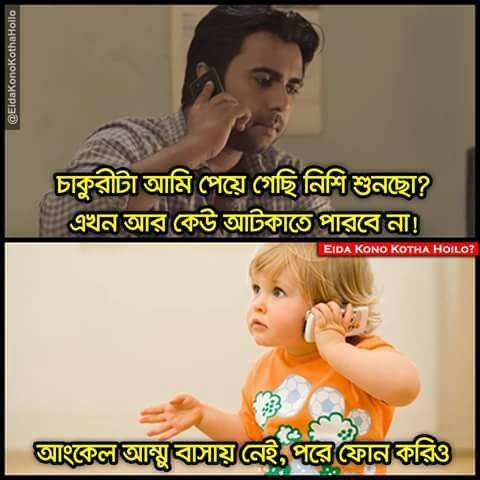 @EidaKonoKothaHoilo
চাকুরীটা আমি পেয়ে গেছি নিশি শুনছো?
এখন আর কেউ আটকাতে পারবে না!
EIDA KONO KOTHA HOILO?
আংকেল আম্মু বাসায় নেই, পরে ফোন করিও